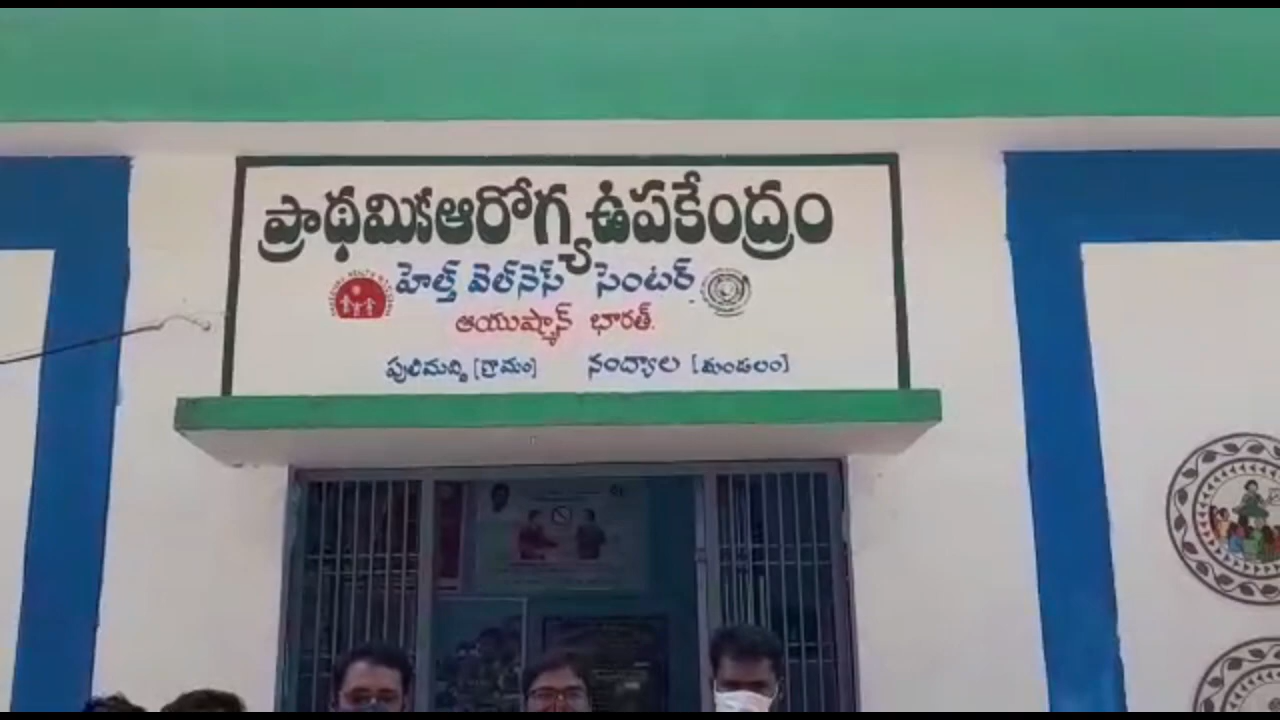 ప్రాథమిక ఆరోగ్య ఉపకేంద్రం
హెల్త్ వెల్‌నెస్ సెంటర్
ఆయుష్మాన్ భారత్.
పులిమద్ది [గ్రామం] నంద్యాల [మండలం]